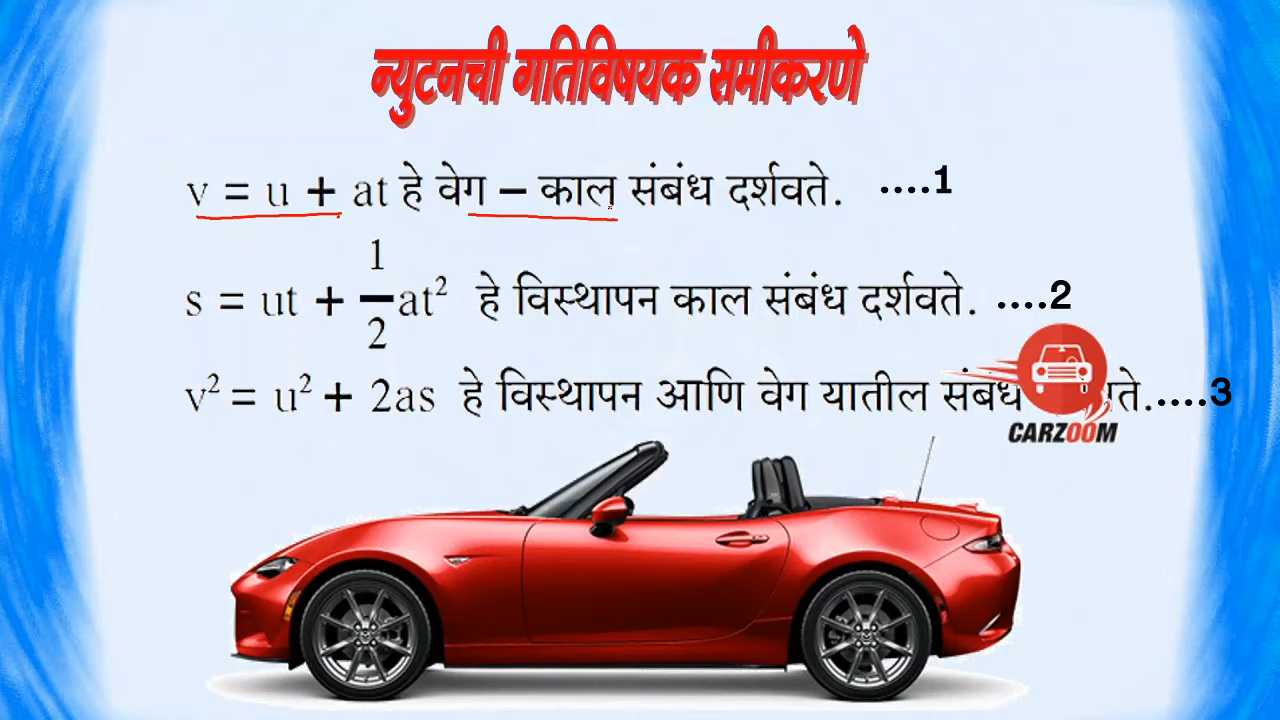 न्युटनची गतिविषयक समीकरणे
v = u + at हे वेग – काल संबंध दर्शवते. ....1
s = ut + 1/2 at² हे विस्थापन काल संबंध दर्शवते. ....2
v² = u² + 2as हे विस्थापन आणि वेग यातील संबंध ते.....3
CARZOOM